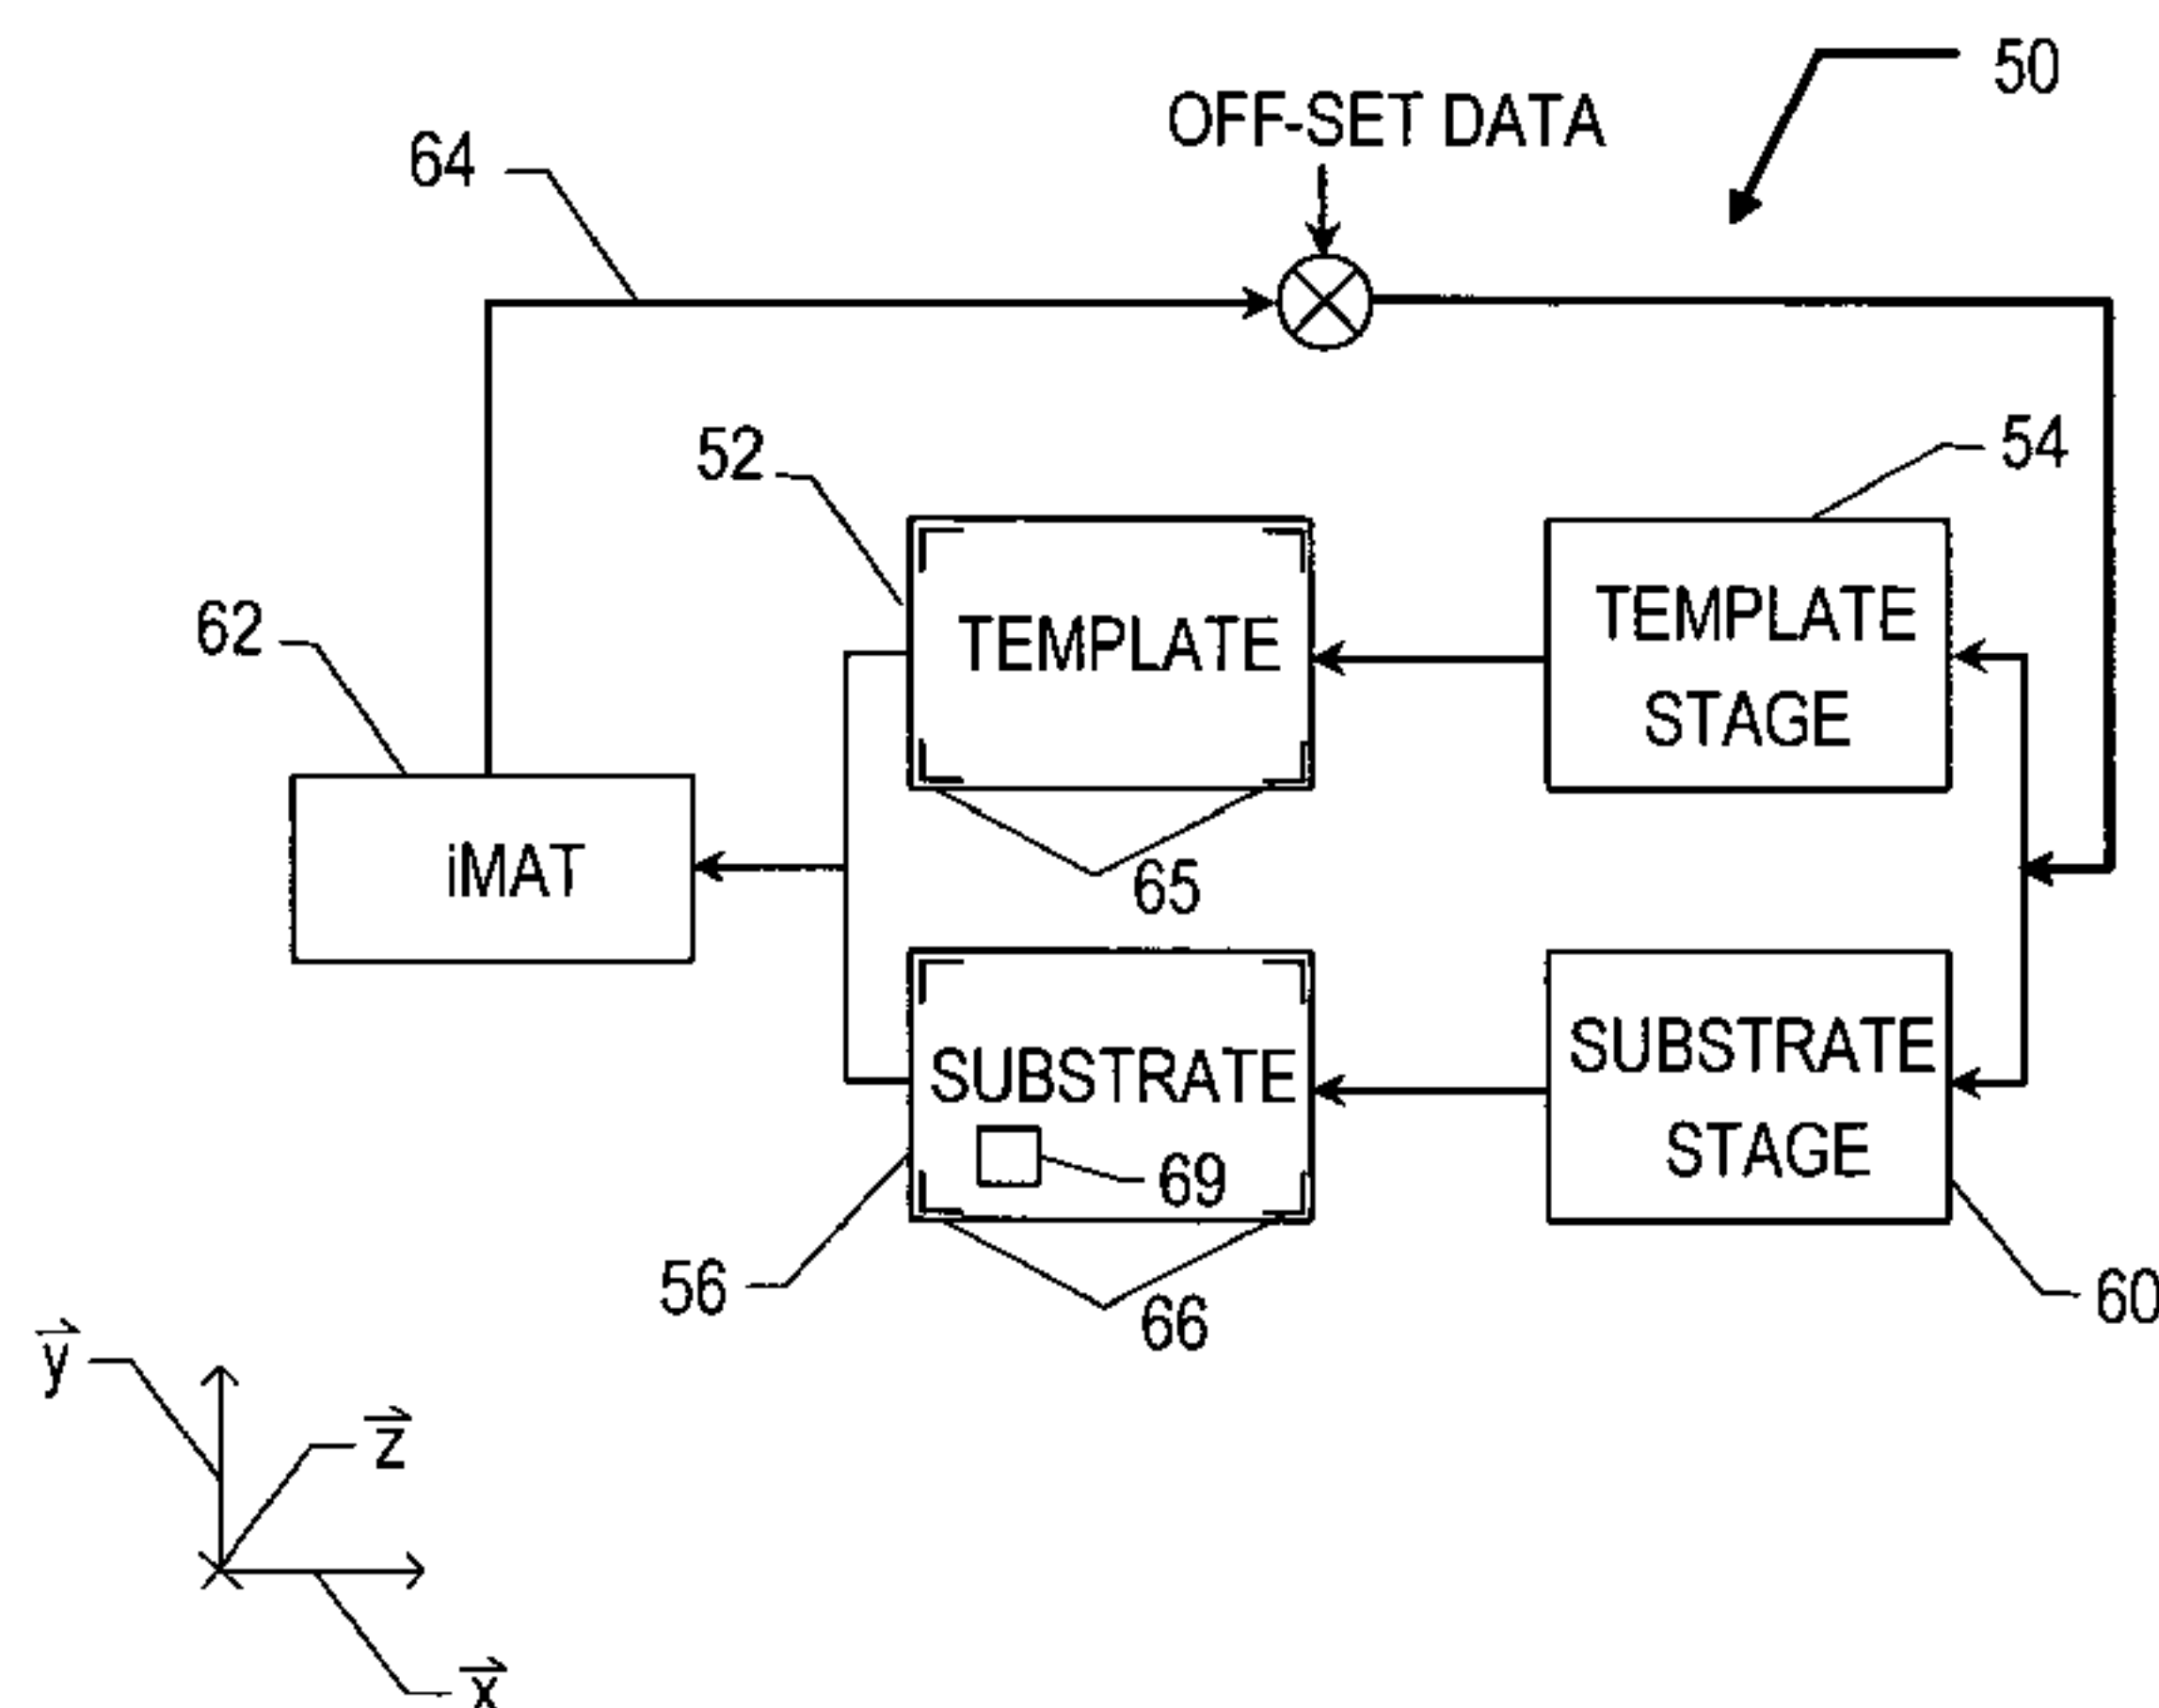 50
OFF-SET DATA
64
54
52
TEMPLATE
TEMPLATE
STAGE
62
iMAT
65
SUBSTRATE
SUBSTRATE
STAGE
69
56
66
60
y
z
x